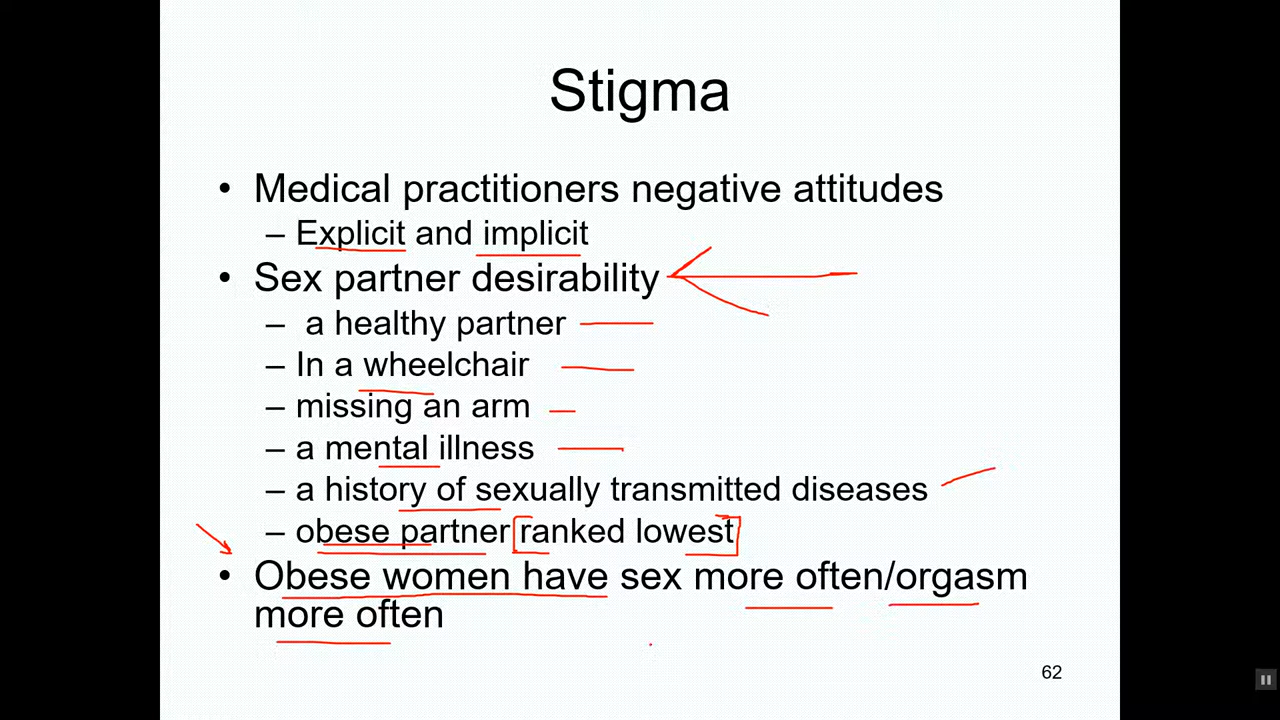 Stigma
• Medical practitioners negative attitudes
– Explicit and implicit
• Sex partner desirability
– a healthy partner
– In a wheelchair
– missing an arm
– a mental illness
– a history of sexually transmitted diseases
– obese partner ranked lowest
• Obese women have sex more often/orgasm
more often
62